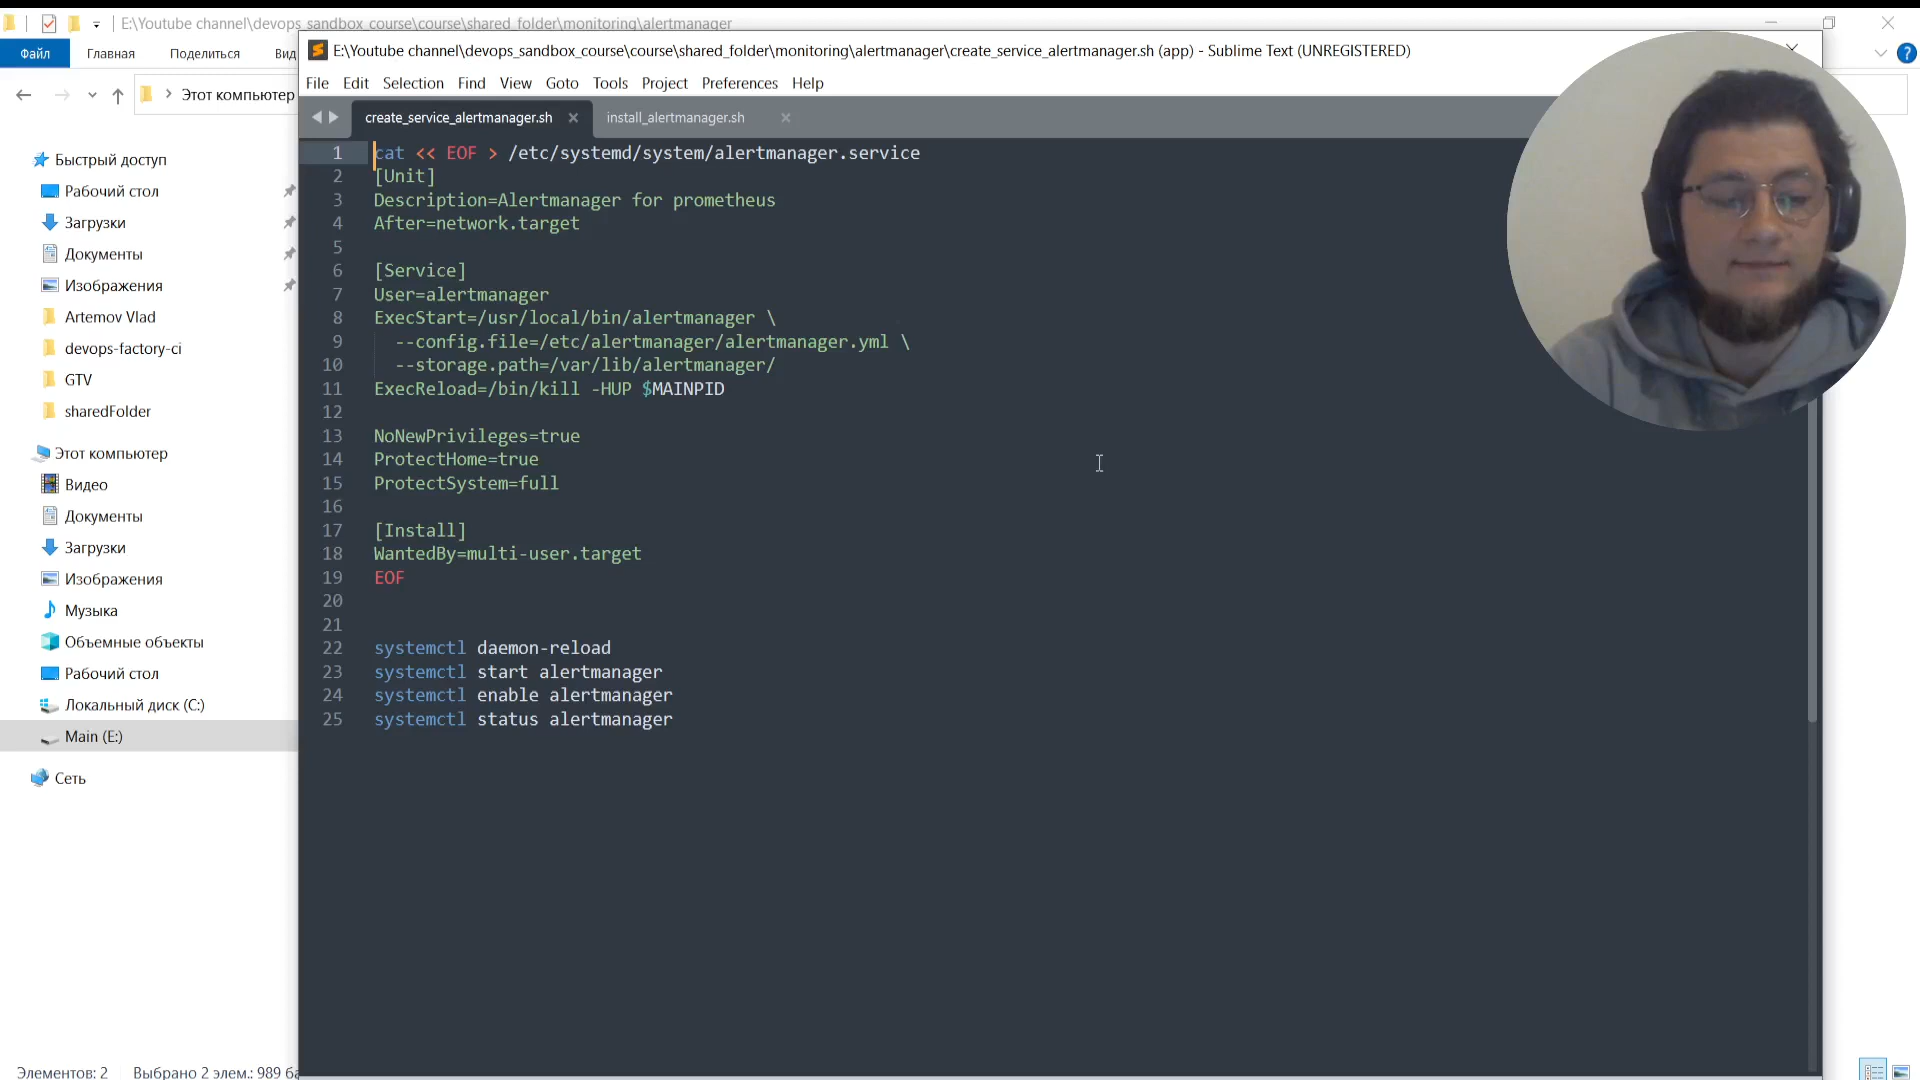 E:\Youtube channel\devops_sandbox_course\course\shared_folder\monitoring\alertmanager
Файл
Главная
Поделиться
Вид
Этот компьютер
E:\Youtube channel\devops_sandbox_course\course\shared_folder\monitoring\alertmanager\create_service_alertmanager.sh (app) - Sublime Text (UNREGISTERED)
File Edit Selection Find View Goto Tools Project Preferences Help
create_service_alertmanager.sh
install_alertmanager.sh
Быстрый доступ
Рабочий стол
Загрузки
Документы
Изображения
Artemov Vlad
devops-factory-ci
GTV
sharedFolder
Этот компьютер
Видео
Документы
Загрузки
Изображения
Музыка
Объемные объекты
Рабочий стол
Локальный диск (C:)
Main (E:)
Сеть
1 cat << EOF > /etc/systemd/system/alertmanager.service
2 [Unit]
3 Description=Alertmanager for prometheus
4 After=network.target
5
6 [Service]
7 User=alertmanager
8 ExecStart=/usr/local/bin/alertmanager \
9 --config.file=/etc/alertmanager/alertmanager.yml \
10 --storage.path=/var/lib/alertmanager/
11 ExecReload=/bin/kill -HUP $MAINPID
12
13 NoNewPrivileges=true
14 ProtectHome=true
15 ProtectSystem=full
16
17 [Install]
18 WantedBy=multi-user.target
19 EOF
20
21
22 systemctl daemon-reload
23 systemctl start alertmanager
24 systemctl enable alertmanager
25 systemctl status alertmanager
Элементов: 2 Выбрано 2 элем.: 989 ба